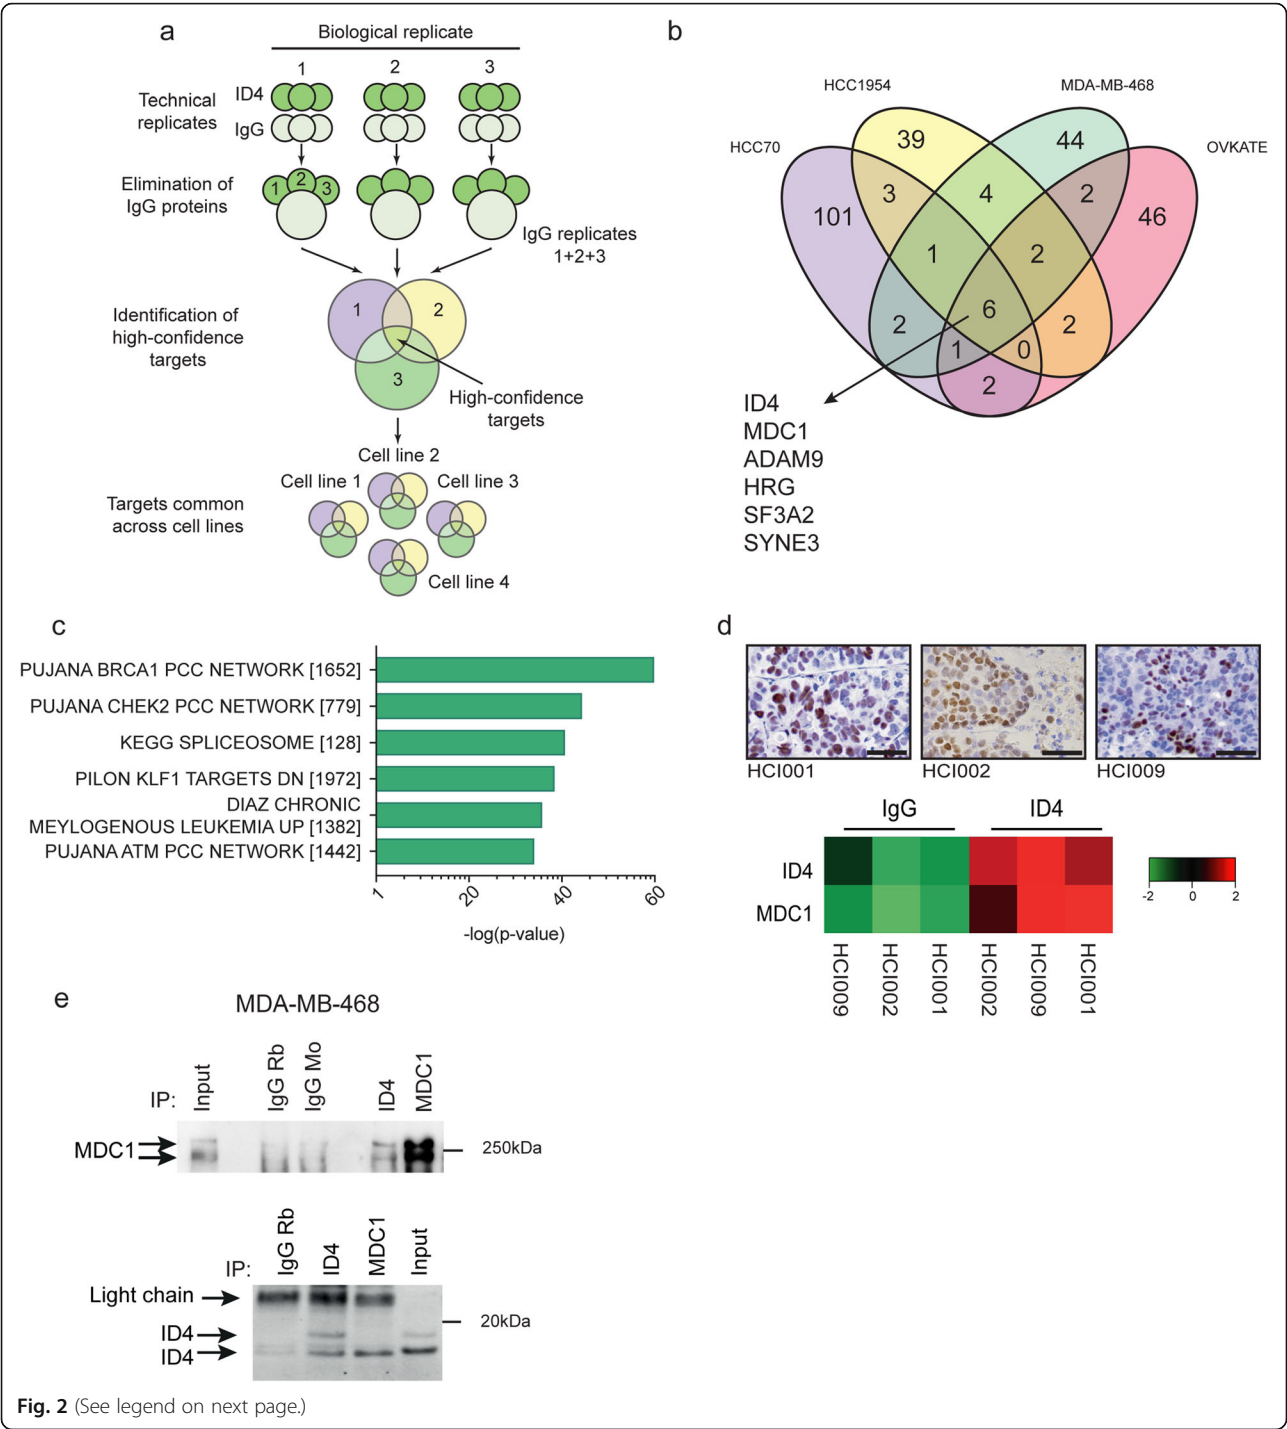 a
Biological replicate
1
2
3
Technical
replicates
ID4
IgG
Elimination of
IgG proteins
1 2 3
IgG replicates
1+2+3
Identification of
high-confidence
targets
1
2
3
High-confidence
targets
Cell line 2
Cell line 1
Cell line 3
Targets common
across cell lines
Cell line 4
b
HCC1954
MDA-MB-468
HCC70
OVKATE
39
44
3
4
2
101
46
1
2
2
6
2
1
0
2
ID4
MDC1
ADAM9
HRG
SF3A2
SYNE3
c
PUJANA BRCA1 PCC NETWORK [1652]
PUJANA CHEK2 PCC NETWORK [779]
KEGG SPLICEOSOME [128]
PILON KLF1 TARGETS DN [1972]
DIAZ CHRONIC
MEYLOGENOUS LEUKEMIA UP [1382]
PUJANA ATM PCC NETWORK [1442]
1
20
40
60
-log(p-value)
d
HCI001
HCI002
HCI009
IgG
ID4
ID4
MDC1
-2
0
2
HCI009
HCI002
HCI001
HCI002
HCI009
HCI001
e
MDA-MB-468
IP:
Input
IgG Rb
IgG Mo
ID4
MDC1
MDC1
250kDa
IP:
IgG Rb
ID4
MDC1
Input
Light chain
20kDa
ID4
ID4
Fig. 2 (See legend on next page.)